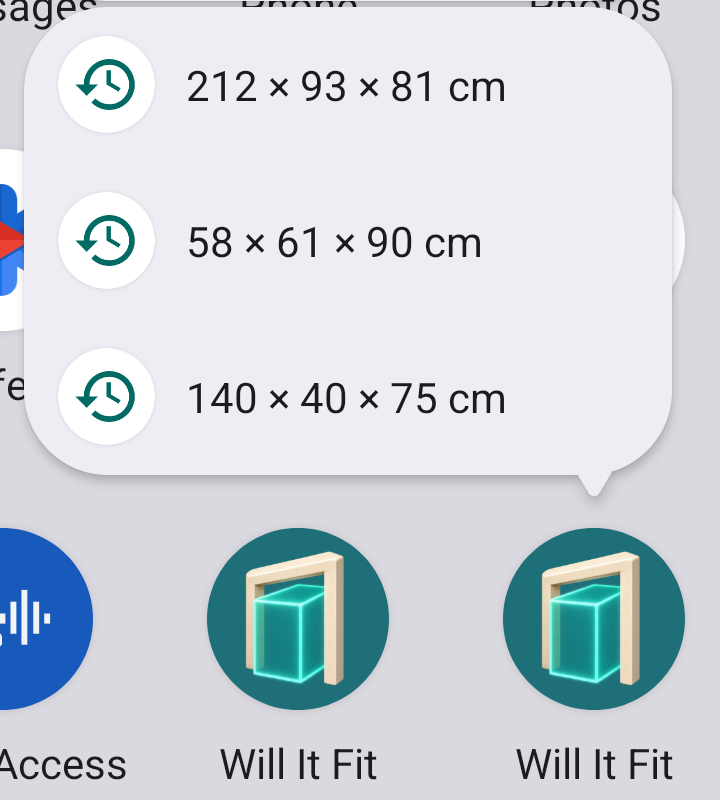 212 × 93 × 81 cm
58 × 61 × 90 cm
140 × 40 × 75 cm
Access
Will It Fit
Will It Fit